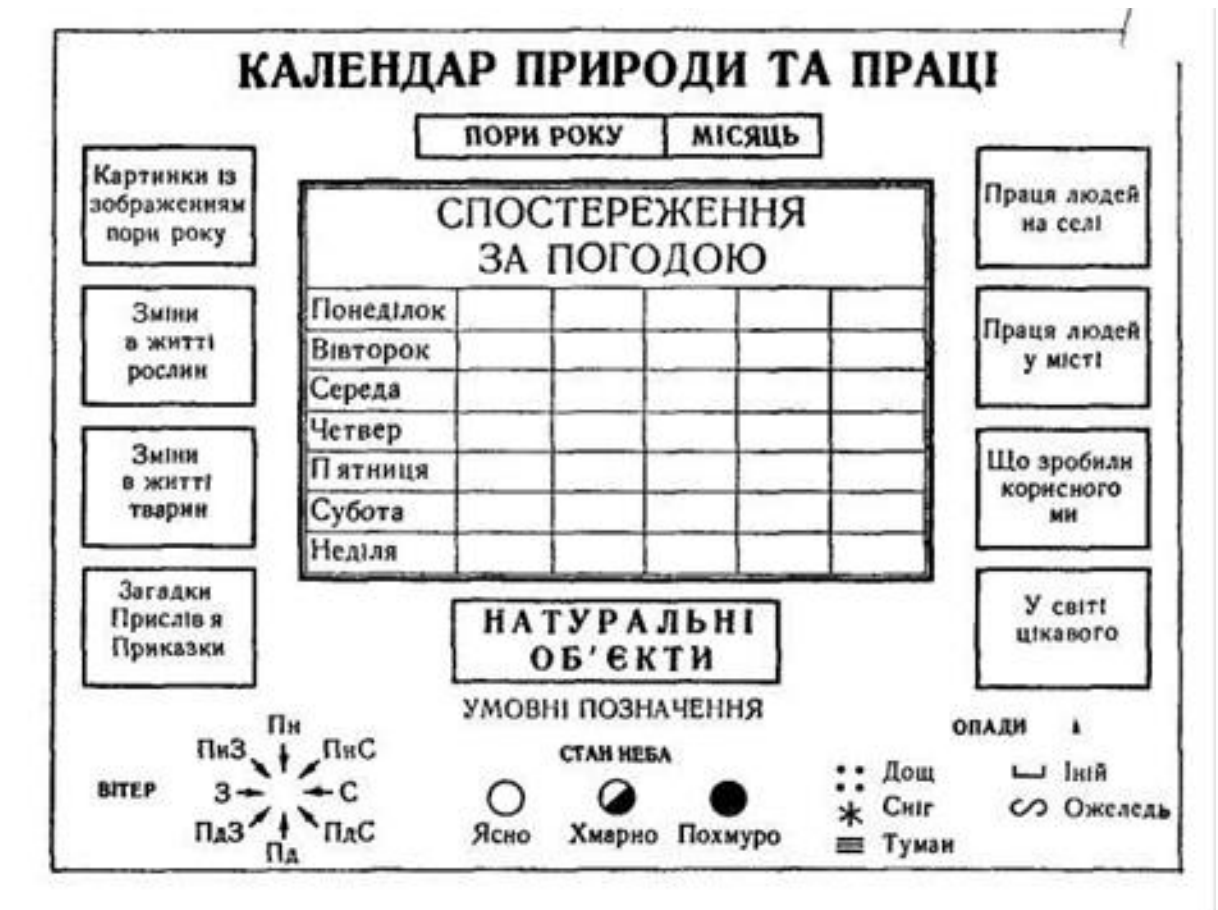 КАЛЕНДАР ПРИРОДИ ТА ПРАЦІ
ПОРИ РОКУ МІСЯЦЬ
Картинки із
зображенням
пори року
Зміни
в житті
рослин
Зміни
в житті
тварин
Загадки
Прислів я
Приказки
СПОСТЕРЕЖЕННЯ
ЗА ПОГОДОЮ
Понеділок
Вівторок
Середа
Четвер
П ятниця
Субота
Неділя
Праця людей
на селі
Праця людей
у місті
Що зробили
корисного
ми
У світі
цікавого
НАТУРАЛЬНІ
ОБ'ЄКТИ
УМОВНІ ПОЗНАЧЕННЯ
ВІТЕР
Пн
ПнЗ ПнС
З С
ПдЗ ПдС
Пд
СТАН НЕБА
Ясно Хмарно Похмуро
ОПАДИ
Дощ Іній
Сніг Ожеледь
Туман